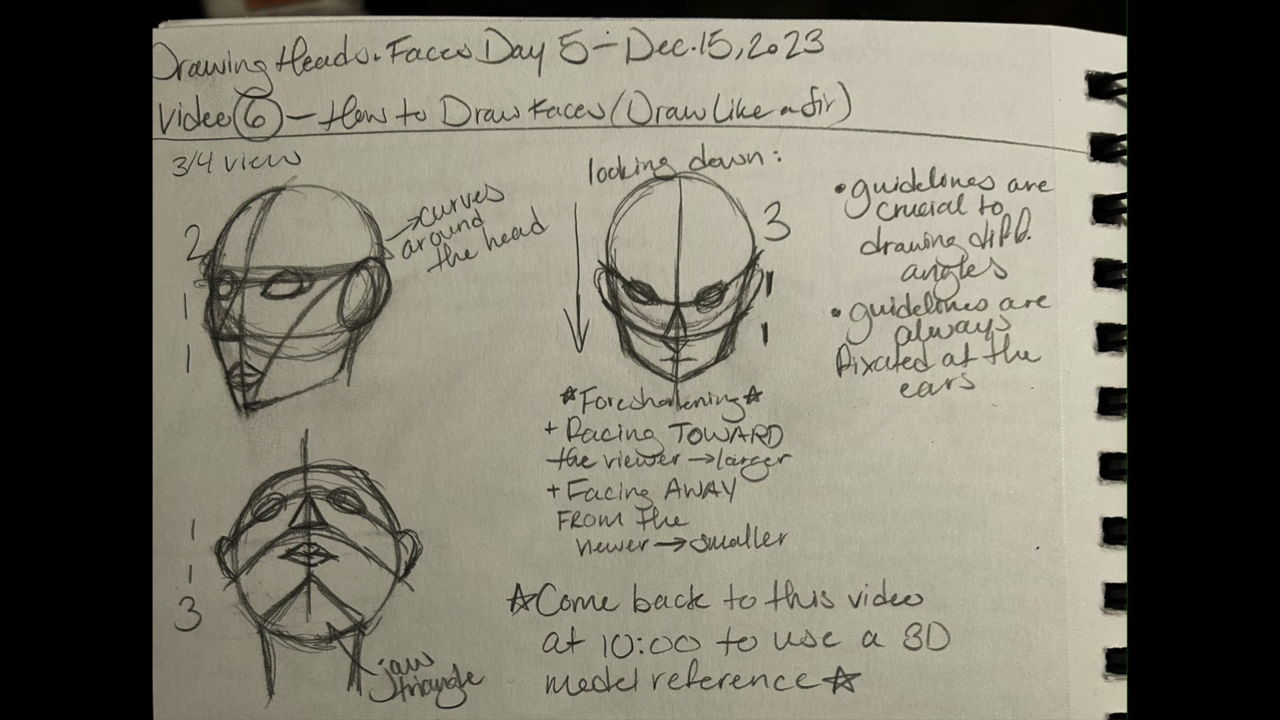 Drawing Heads & Faces Day 5 - Dec. 15, 2023
Video 6 - How to Draw Faces (Draw Like a Sir)
3/4 view
2
1
1
→ curves
around
the head
looking down:
3
1
1
• guidelines are
crucial to
drawing diff.
angles
• guidelines are
always
fixated at the
ears
☆ Foreshortening ☆
+ Facing TOWARD
the viewer → larger
+ Facing AWAY
FROM the
viewer → smaller
1
1
3
jaw
triangle
☆ Come back to this video
at 10:00 to use a 3D
model reference ☆